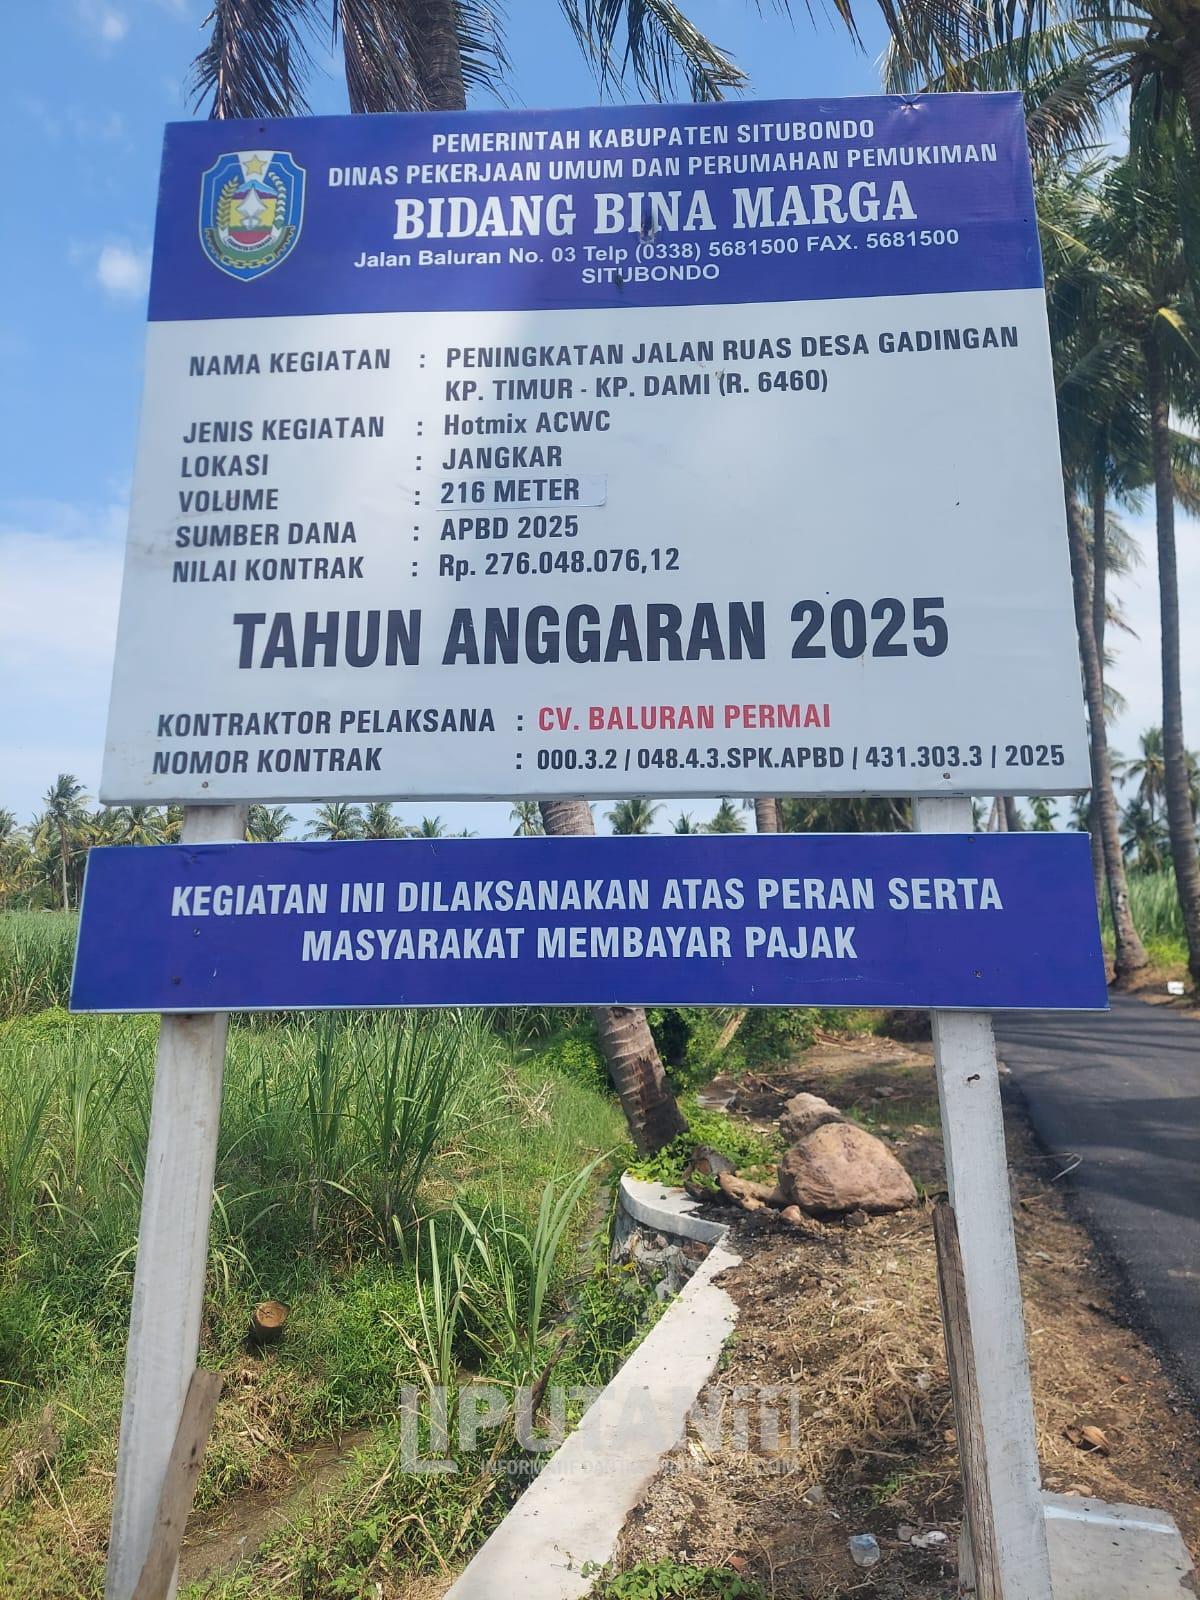 PEMERINTAH KABUPATEN SITUBONDO
DINAS PEKERJAAN UMUM DAN PERUMAHAN PEMUKIMAN
BIDANG BINA MARGA
Jalan Baluran No. 03 Telp (0338) 5681500 FAX. 5681500
SITUBONDO
NAMA KEGIATAN : PENINGKATAN JALAN RUAS DESA GADINGAN
KP. TIMUR - KP. DAMI (R. 6460)
JENIS KEGIATAN : Hotmix ACWC
LOKASI : JANGKAR
VOLUME : 216 METER
SUMBER DANA : APBD 2025
NILAI KONTRAK : Rp. 276.048.076,12
TAHUN ANGGARAN 2025
KONTRAKTOR PELAKSANA : CV. BALURAN PERMAI
NOMOR KONTRAK : 000.3.2 / 048.4.3.SPK.APBD / 431.303.3 / 2025
KEGIATAN INI DILAKSANAKAN ATAS PERAN SERTA
MASYARAKAT MEMBAYAR PAJAK